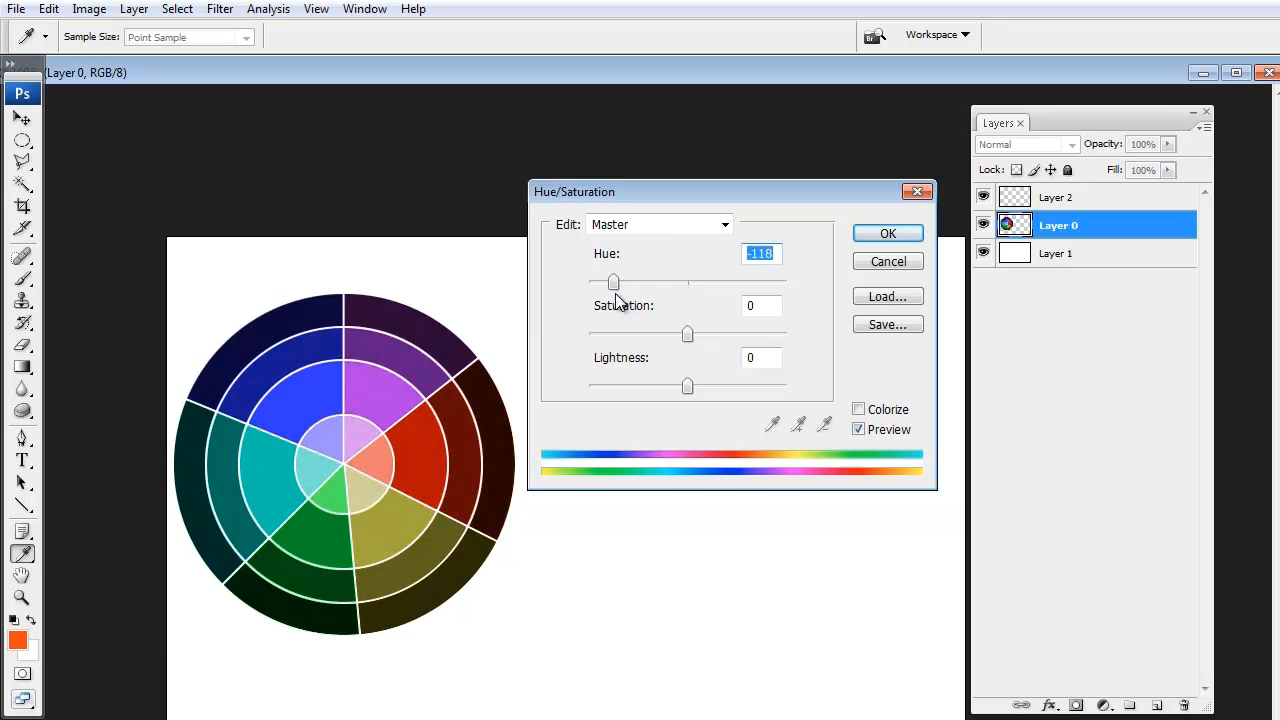 File Edit Image Layer Select Filter Analysis View Window Help
Sample Size: Point Sample Br Workspace
(Layer 0, RGB/8)
Ps
T
Layers
Normal Opacity: 100%
Lock: Fill: 100%
Layer 2
Layer 0
Layer 1
fx
Hue/Saturation
Edit: Master
Hue: -118
Saturation: 0
Lightness: 0
OK
Cancel
Load...
Save...
Colorize
Preview